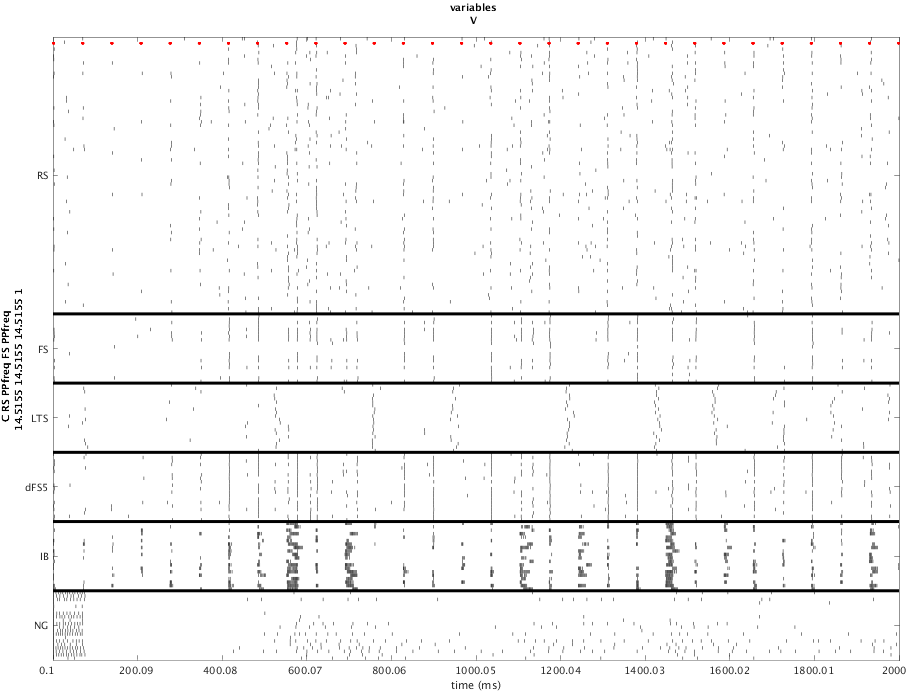 variables
V
C RS PPfreq FS PPfreq
14.5155 14.5155 14.5155 1
RS
FS
LTS
dFS5
IB
NG
0.1 200.09 400.08 600.07 800.06 1000.05 1200.04 1400.03 1600.02 1800.01 2000
time (ms)